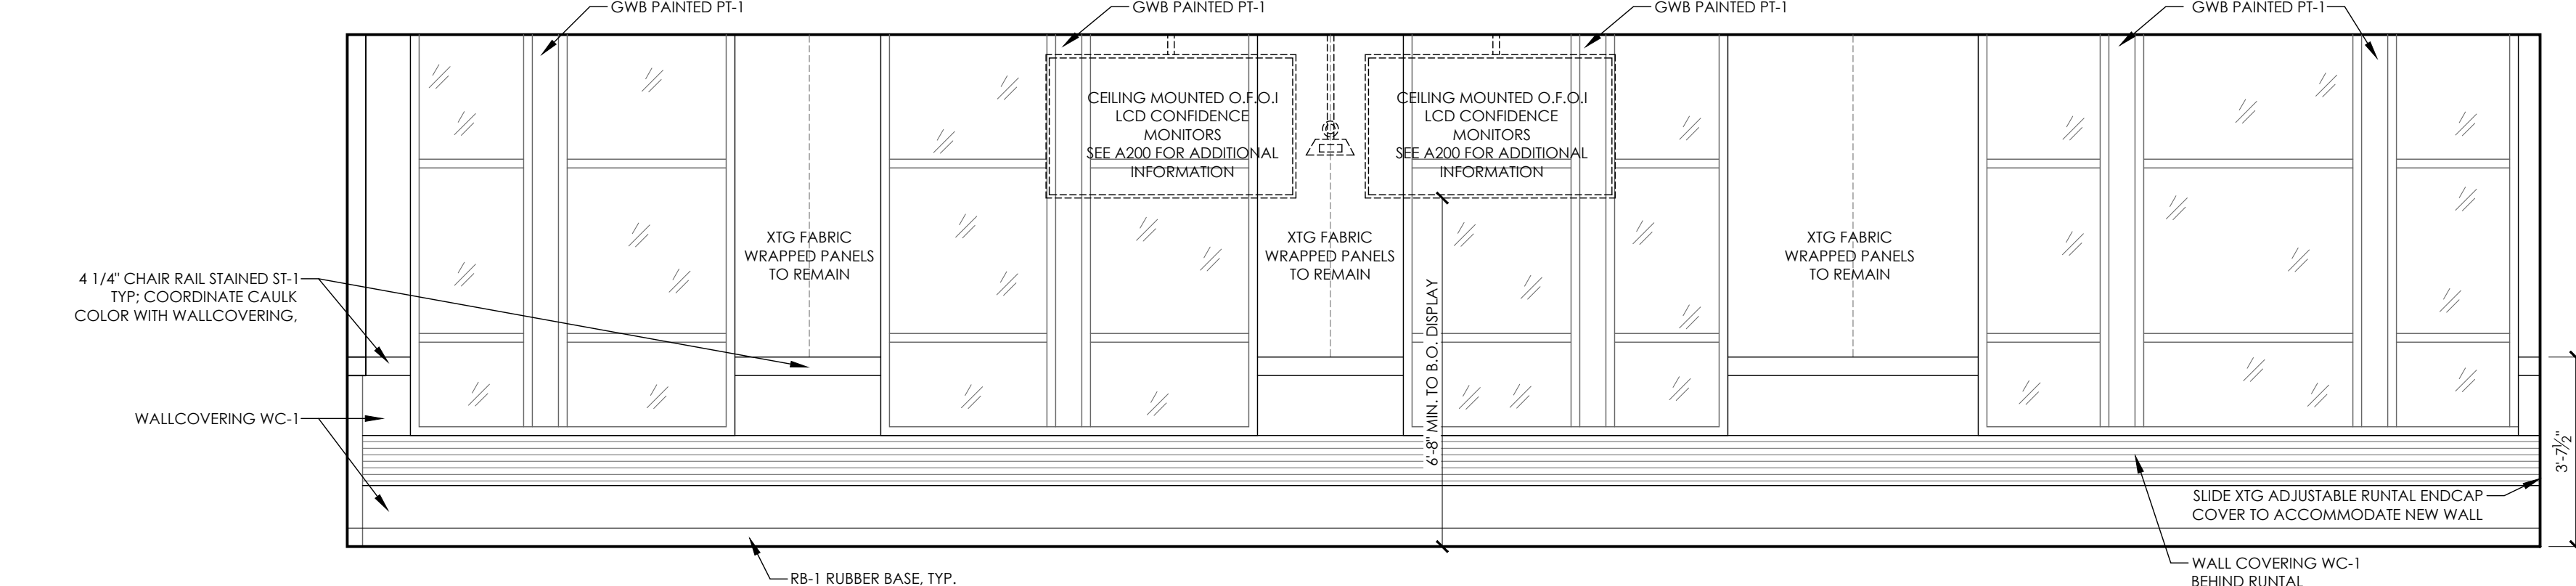 GWB PAINTED PT-1
GWB PAINTED PT-1
GWB PAINTED PT-1
GWB PAINTED PT-1
CEILING MOUNTED O.F.O.I
LCD CONFIDENCE
MONITORS
SEE A200 FOR ADDITIONAL
INFORMATION
CEILING MOUNTED O.F.O.I
LCD CONFIDENCE
MONITORS
SEE A200 FOR ADDITIONAL
INFORMATION
XTG FABRIC
WRAPPED PANELS
TO REMAIN
XTG FABRIC
WRAPPED PANELS
TO REMAIN
XTG FABRIC
WRAPPED PANELS
TO REMAIN
4 1/4" CHAIR RAIL STAINED ST-1
TYP; COORDINATE CAULK
COLOR WITH WALLCOVERING,
6'-8" MIN. TO B.O. DISPLAY
WALLCOVERING WC-1
3'-7½"
SLIDE XTG ADJUSTABLE RUNTAL ENDCAP
COVER TO ACCOMMODATE NEW WALL
WALL COVERING WC-1
BEHIND RUNTAL
RB-1 RUBBER BASE, TYP.